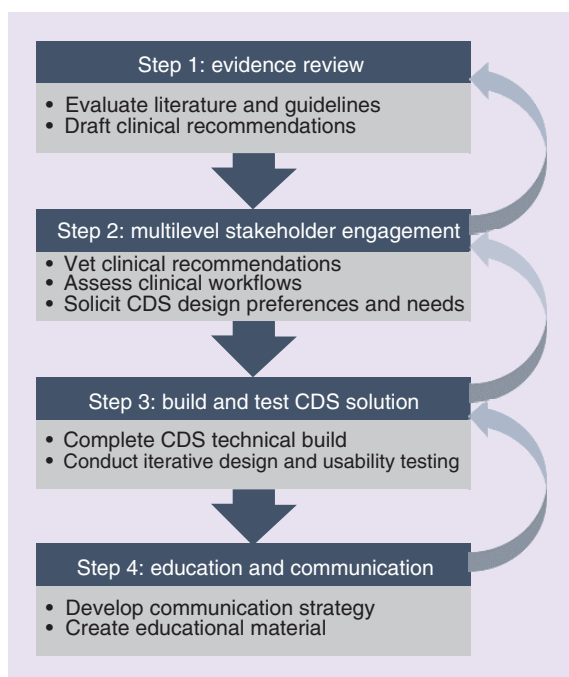 Step 1: evidence review
• Evaluate literature and guidelines
• Draft clinical recommendations
Step 2: multilevel stakeholder engagement
• Vet clinical recommendations
• Assess clinical workflows
• Solicit CDS design preferences and needs
Step 3: build and test CDS solution
• Complete CDS technical build
• Conduct iterative design and usability testing
Step 4: education and communication
• Develop communication strategy
• Create educational material